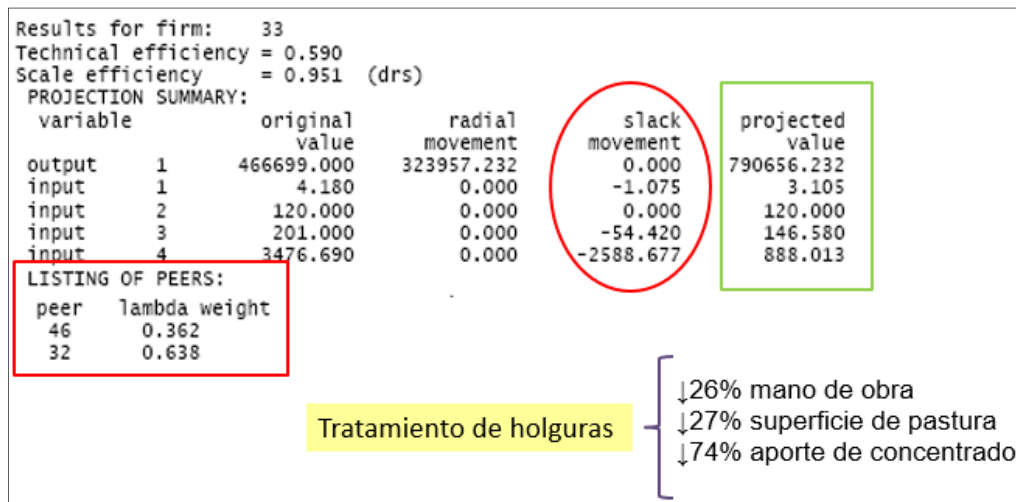 Results for firm: 33
Technical efficiency = 0.590
Scale efficiency = 0.951 (drs)
PROJECTION SUMMARY:
variable original radial slack projected
value movement movement value
output 1 466699.000 323957.232 0.000 790656.232
input 1 4.180 0.000 -1.075 3.105
input 2 120.000 0.000 0.000 120.000
input 3 201.000 0.000 -54.420 146.580
input 4 3476.690 0.000 -2588.677 888.013
LISTING OF PEERS:
peer lambda weight
46 0.362
32 0.638
Tratamiento de holguras
↓26% mano de obra
↓27% superficie de pastura
↓74% aporte de concentrado